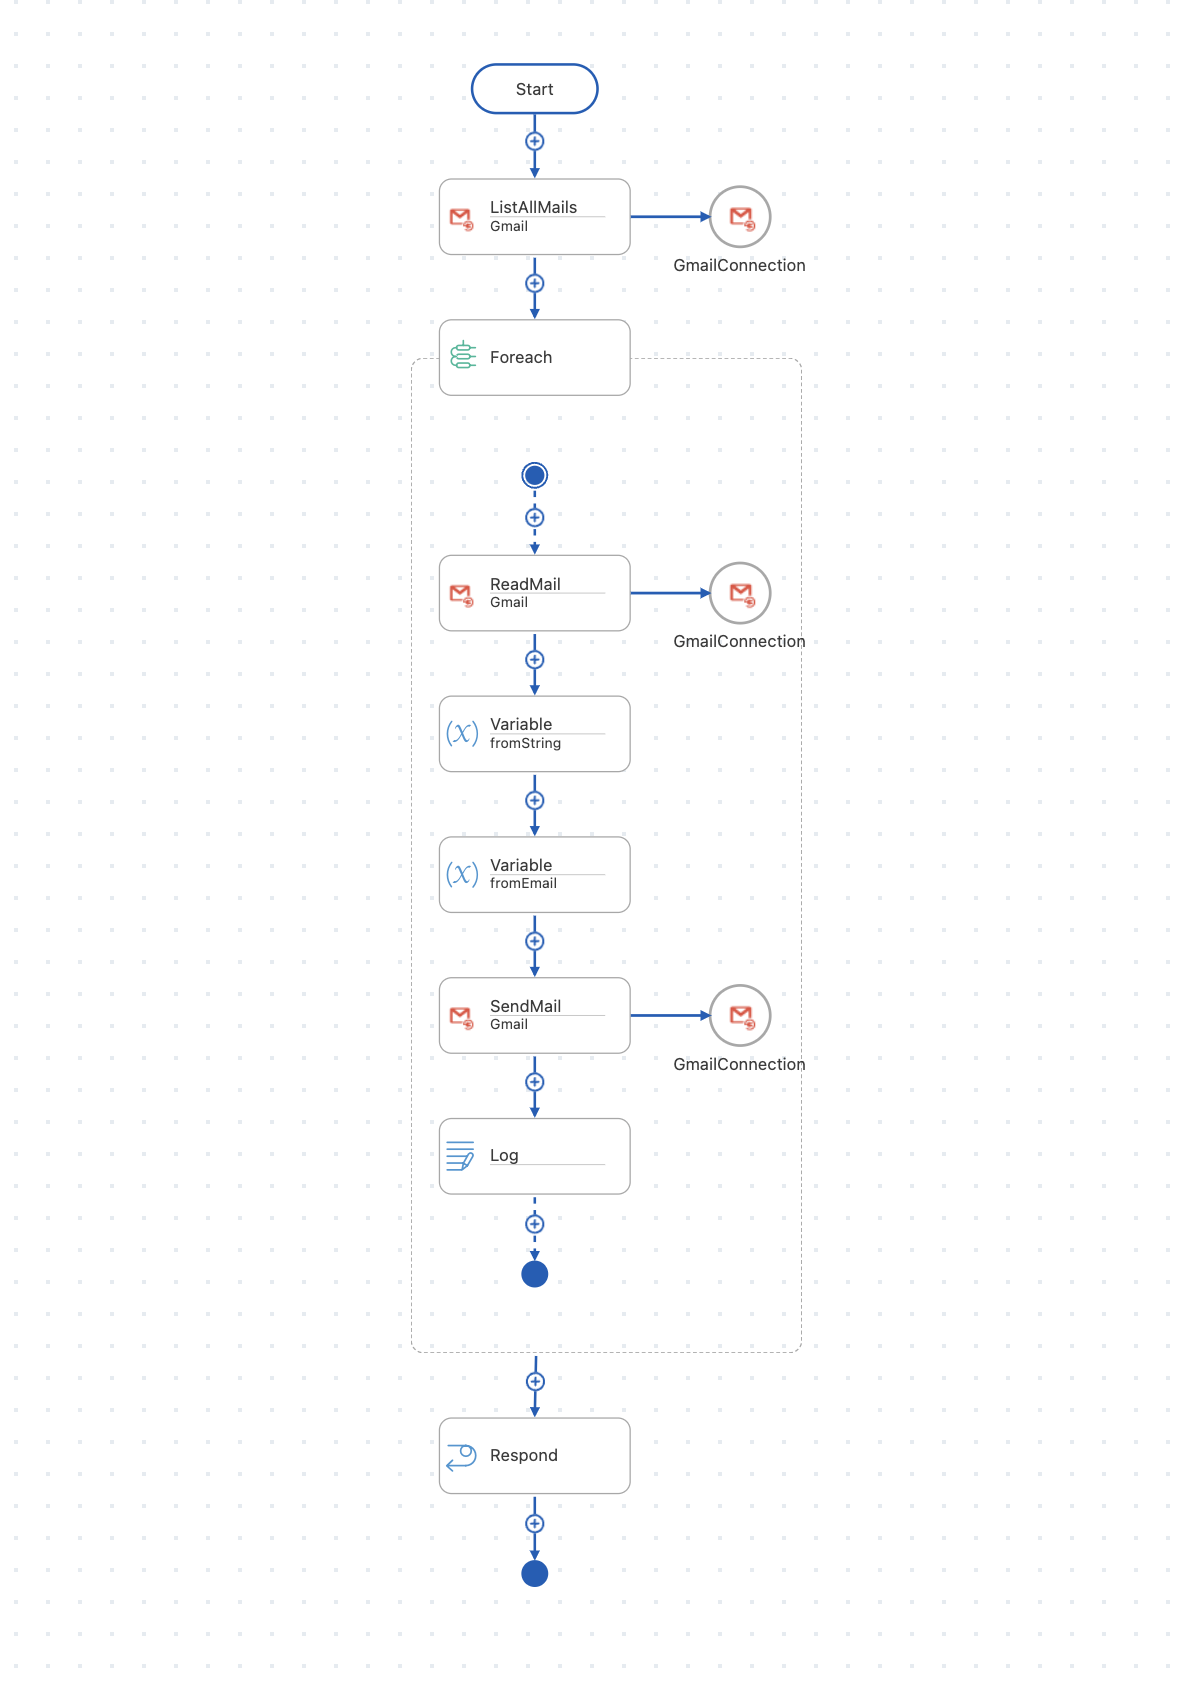 Start
ListAllMails
Gmail
GmailConnection
Foreach
ReadMail
Gmail
GmailConnection
Variable
fromString
Variable
fromEmail
SendMail
Gmail
GmailConnection
Log
Respond